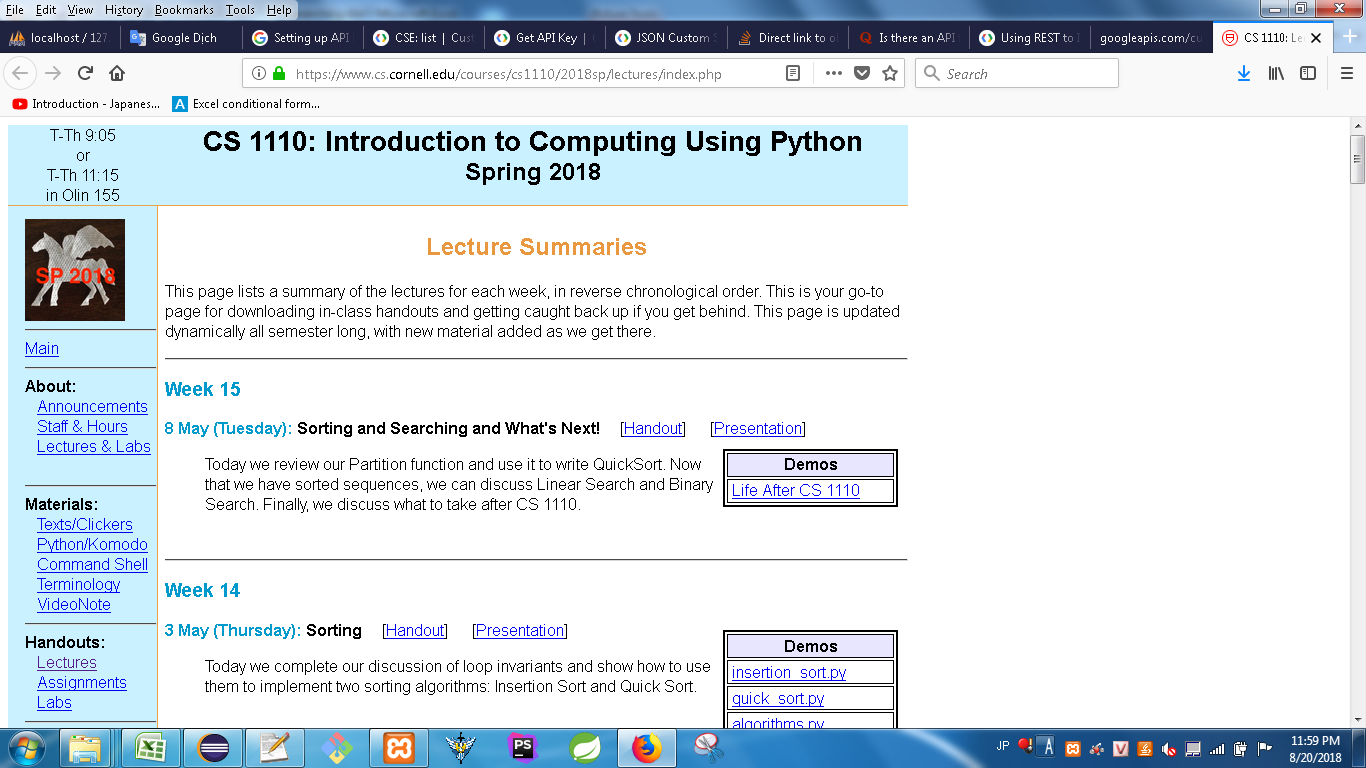 File Edit View History Bookmarks Tools Help
localhost / 127.
Google Dịch
Setting up API
CSE: list | Cust
Get API Key |
JSON Custom S
Direct link to ol
Is there an API
Using REST to I
googleapis.com/cu
CS 1110: Le
https://www.cs.cornell.edu/courses/cs1110/2018sp/lectures/index.php
Search
Introduction - Japanes...
Excel conditional form...
T-Th 9:05
or
T-Th 11:15
in Olin 155
CS 1110: Introduction to Computing Using Python
Spring 2018
SP 2018
Main
About:
Announcements
Staff & Hours
Lectures & Labs
Materials:
Texts/Clickers
Python/Komodo
Command Shell
Terminology
VideoNote
Handouts:
Lectures
Assignments
Labs
Lecture Summaries
This page lists a summary of the lectures for each week, in reverse chronological order. This is your go-to
page for downloading in-class handouts and getting caught back up if you get behind. This page is updated
dynamically all semester long, with new material added as we get there.
Week 15
8 May (Tuesday): Sorting and Searching and What's Next! [Handout] [Presentation]
Today we review our Partition function and use it to write QuickSort. Now
that we have sorted sequences, we can discuss Linear Search and Binary
Search. Finally, we discuss what to take after CS 1110.
Demos
Life After CS 1110
Week 14
3 May (Thursday): Sorting [Handout] [Presentation]
Today we complete our discussion of loop invariants and show how to use
them to implement two sorting algorithms: Insertion Sort and Quick Sort.
Demos
insertion_sort.py
quick_sort.py
algorithms.py
PS
JP
11:59 PM
8/20/2018